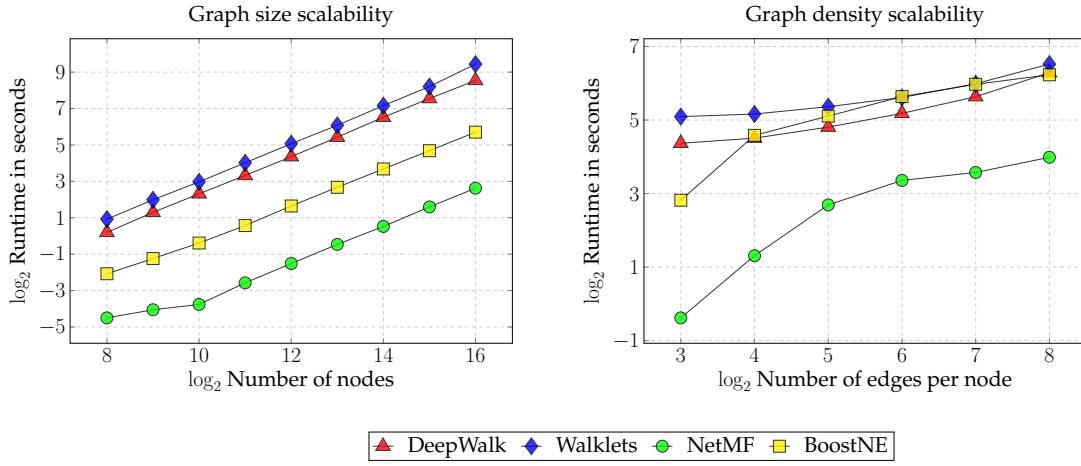 Graph size scalability
log₂ Runtime in seconds
9
7
5
3
1
−1
−3
−5
8 10 12 14 16
log₂ Number of nodes
Graph density scalability
log₂ Runtime in seconds
7
5
3
1
−1
3 4 5 6 7 8
log₂ Number of edges per node
DeepWalk Walklets NetMF BoostNE